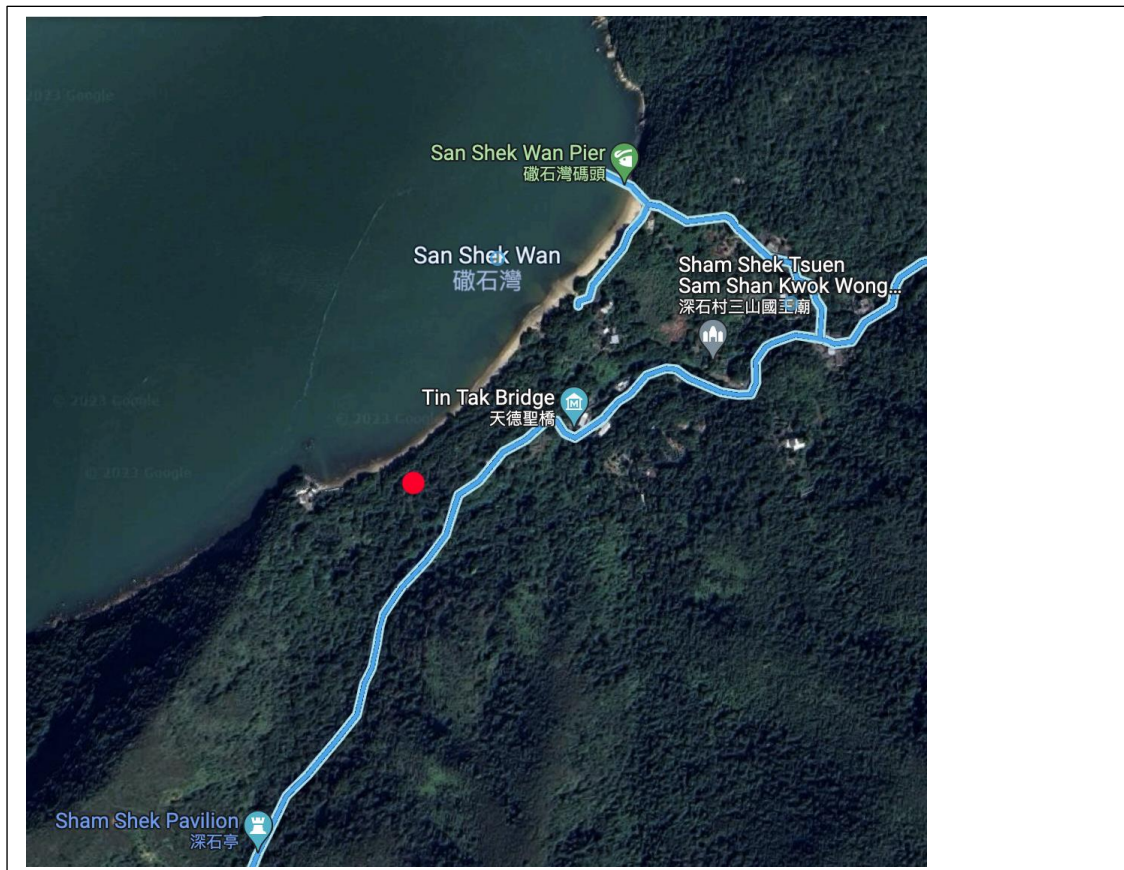 2023 Google
San Shek Wan Pier
䃟石灣碼頭
San Shek Wan
䃟石灣
Sham Shek Tsuen
Sam Shan Kwok Wong...
深石村三山國王廟
Tin Tak Bridge
天德聖橋
© 2023 Google
© 2023 Google
© 2023 Google
Sham Shek Pavilion
深石亭